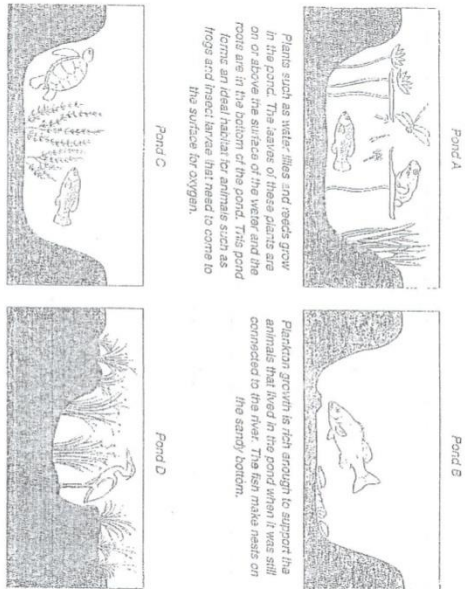 Pond A
Plants such as water lilies and reeds grow
in the pond. The leaves of these plants are
on or above the surface of the water and the
roots are in the bottom of the pond. This pond
forms an ideal habitat for animals such as
frogs and insect larvae that need to come to
the surface for oxygen.
Pond B
Plankton growth is rich enough to support the
animals that lived in the pond when it was still
connected to the river. The fish make nests on
the sandy bottom.
Pond C
Pond D